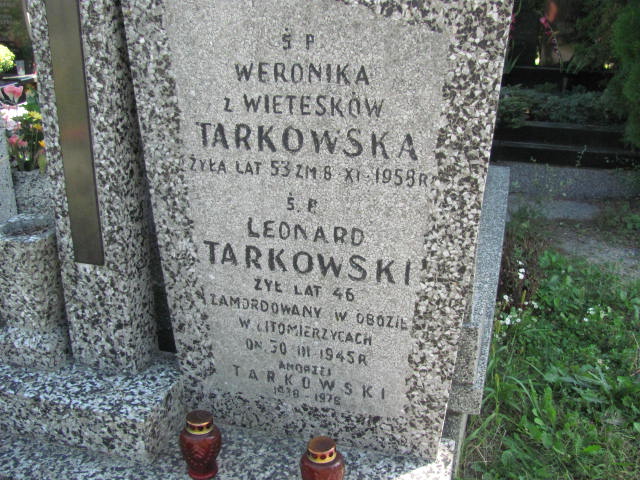 Ś P.
WERONIKA
Z WIETESKÓW
TARKOWSKA
ŻYŁA LAT 53 ZM 8 XI 1959 R
Ś. P.
LEONARD
TARKOWSKI
ŻYŁ LAT 46
ZAMORDOWANY W OBOZIE
W LITOMIERZYCACH
DN. 30 III 1945 R
ANDRZEJ
TARKOWSKI